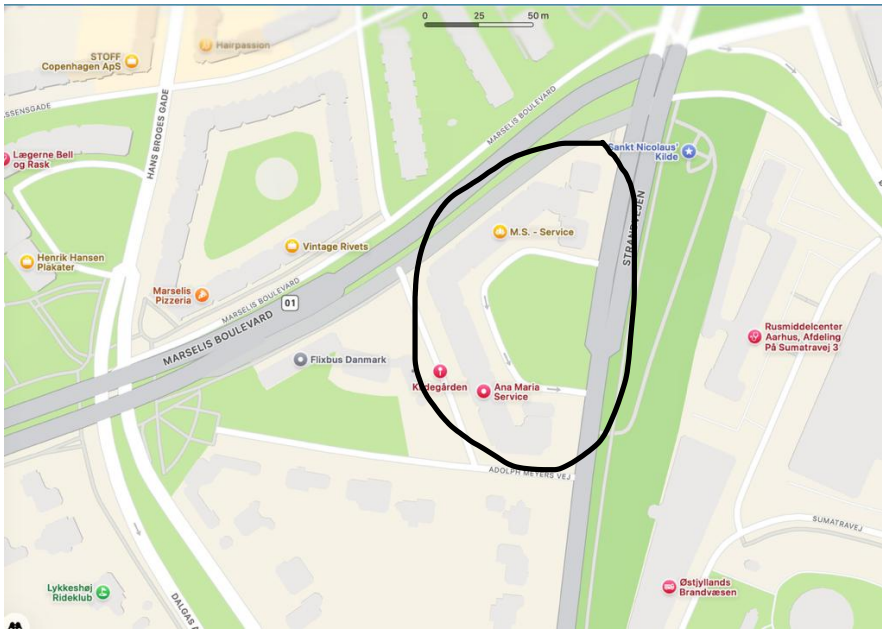 0 25 50 m
STOFF
Copenhagen ApS
Hairpassion
HANS BROGES GADE
MARSELIS BOULEVARD
Lægerne Bell
og Rask
Sankt Nicolaus'
Kilde
STRANDVEJEN
M.S. - Service
Henrik Hansen
Plakater
Vintage Rivets
Marselis
Pizzeria
MARSELIS BOULEVARD
01
MARSELIS BOULEVARD
Rusmiddelcenter
Aarhus, Afdeling
På Sumatravej 3
Flixbus Danmark
Kildegården
Ana Maria
Service
ADOLPH MEYERS VEJ
SUMATRAVEJ
Lykkeshøj
Rideklub
DALGAS A
Østjyllands
Brandvæsen